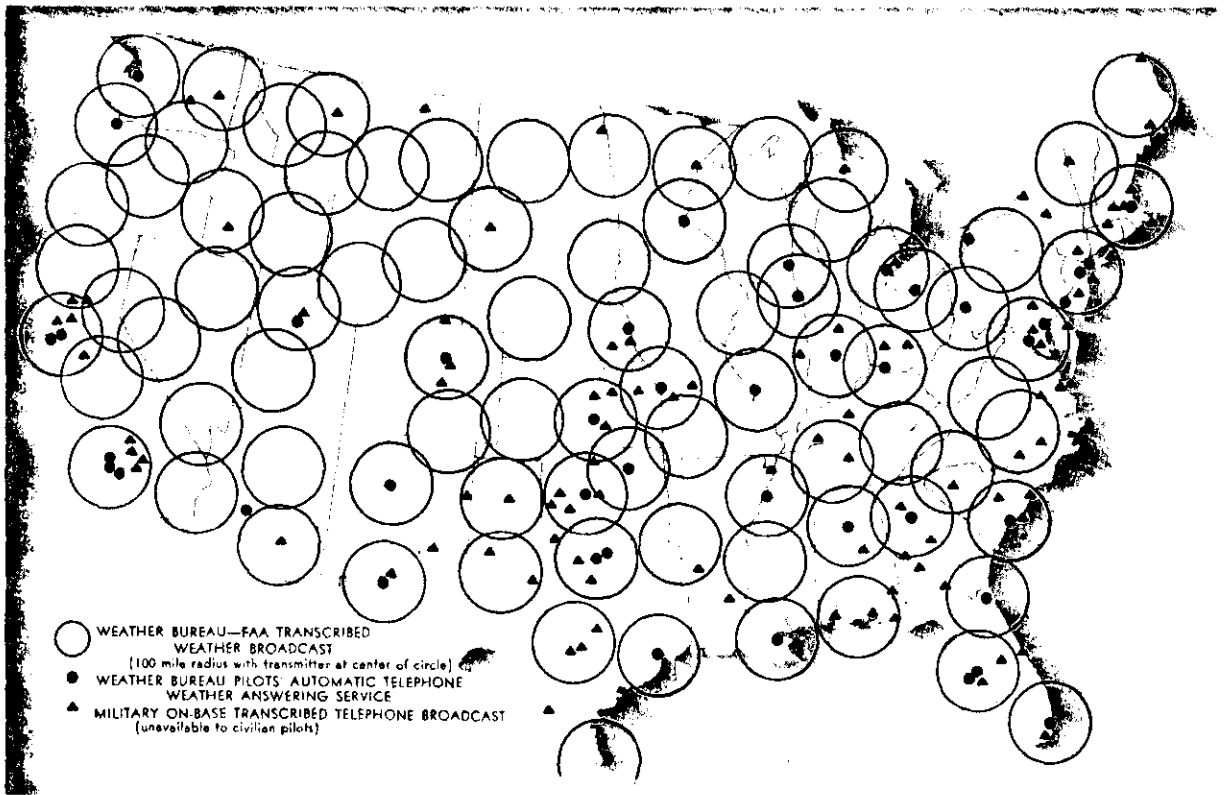 WEATHER BUREAU—FAA TRANSCRIBED
WEATHER BROADCAST
(100 mile radius with transmitter at center of circle)
WEATHER BUREAU PILOTS' AUTOMATIC TELEPHONE
WEATHER ANSWERING SERVICE
MILITARY ON-BASE TRANSCRIBED TELEPHONE BROADCAST
(unavailable to civilian pilots)